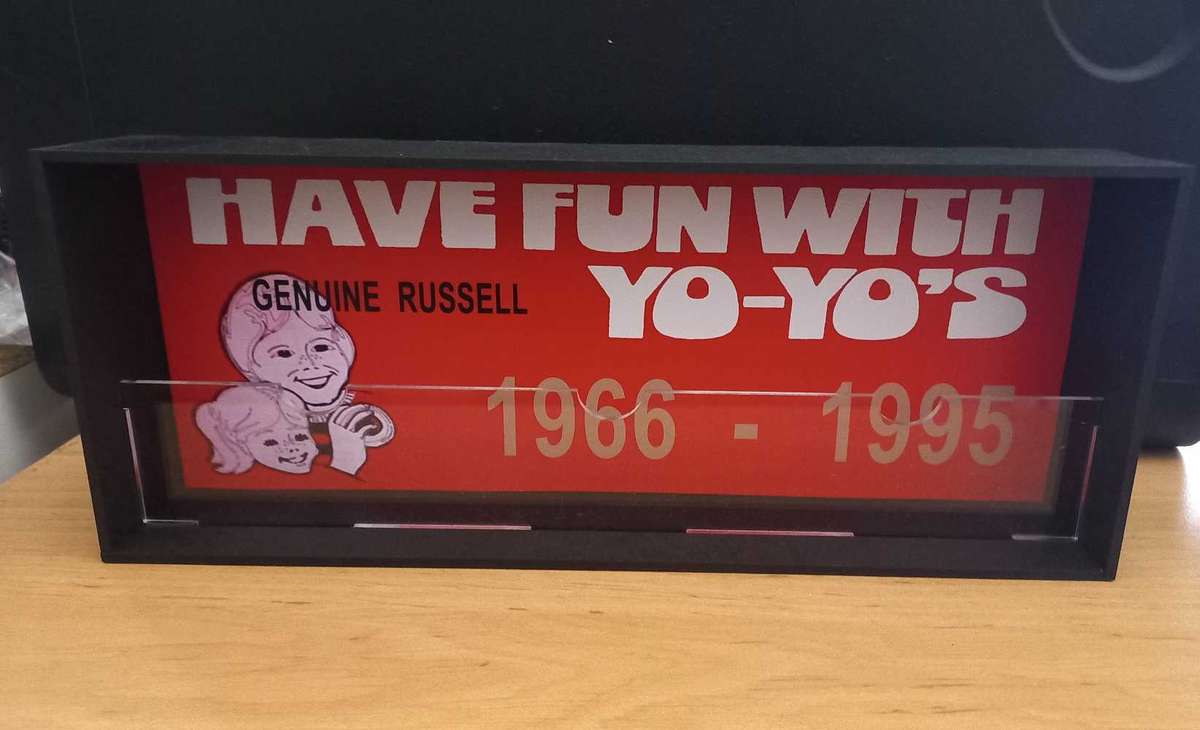 HAVE FUN WITH
YO-YO'S
GENUINE RUSSELL
1966 - 1995